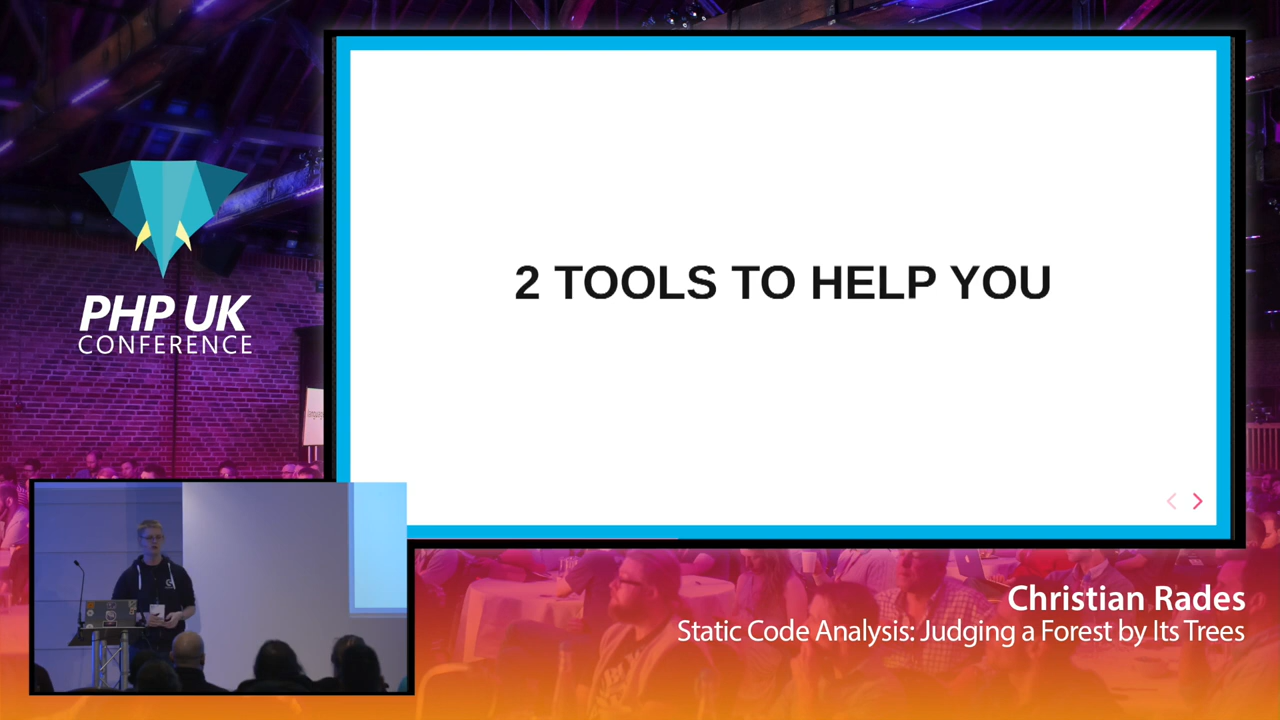 2 TOOLS TO HELP YOU
PHP UK
CONFERENCE
Christian Rades
Static Code Analysis: Judging a Forest by Its Trees